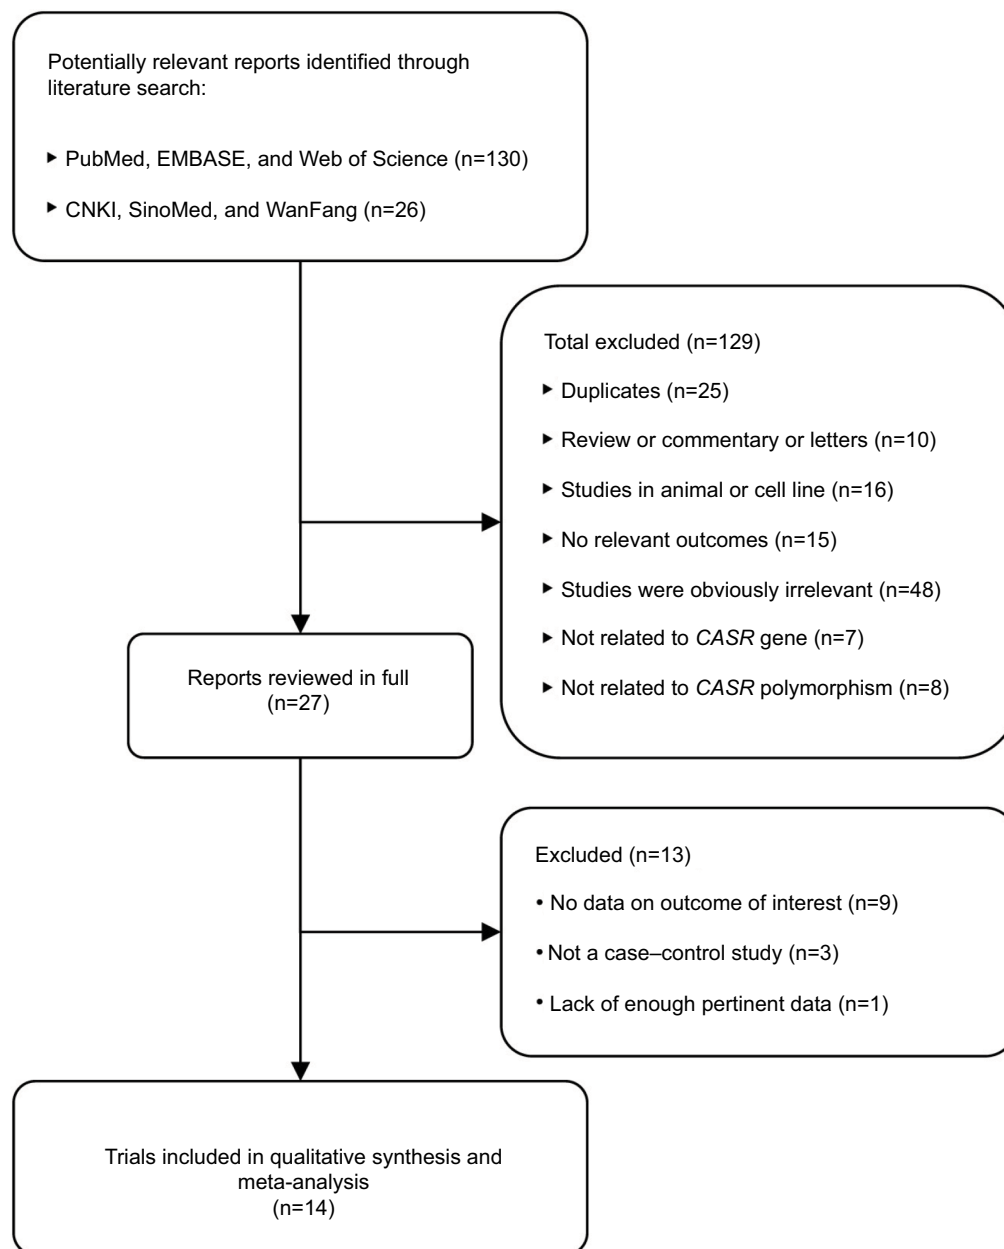 Potentially relevant reports identified through
literature search:
▶ PubMed, EMBASE, and Web of Science (n=130)
▶ CNKI, SinoMed, and WanFang (n=26)
Total excluded (n=129)
▶ Duplicates (n=25)
▶ Review or commentary or letters (n=10)
▶ Studies in animal or cell line (n=16)
▶ No relevant outcomes (n=15)
▶ Studies were obviously irrelevant (n=48)
▶ Not related to CASR gene (n=7)
▶ Not related to CASR polymorphism (n=8)
Reports reviewed in full
(n=27)
Excluded (n=13)
• No data on outcome of interest (n=9)
• Not a case–control study (n=3)
• Lack of enough pertinent data (n=1)
Trials included in qualitative synthesis and
meta-analysis
(n=14)